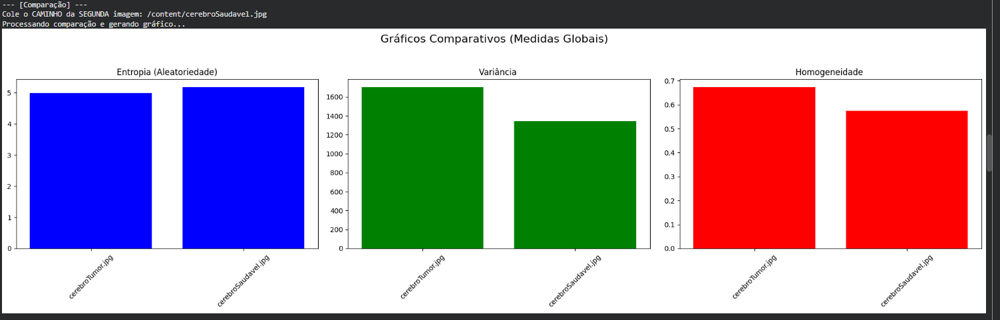 --- [Comparação] ---
Cole o CAMINHO da SEGUNDA imagem: /content/cerebroSaudavel.jpg
Processando comparação e gerando gráfico...
Gráficos Comparativos (Medidas Globais)
Entropia (Aleatoriedade)
5
4
3
2
1
0
cerebroTumor.jpg
cerebroSaudavel.jpg
Variância
1600
1400
1200
1000
800
600
400
200
0
cerebroTumor.jpg
cerebroSaudavel.jpg
Homogeneidade
0.7
0.6
0.5
0.4
0.3
0.2
0.1
0.0
cerebroTumor.jpg
cerebroSaudavel.jpg